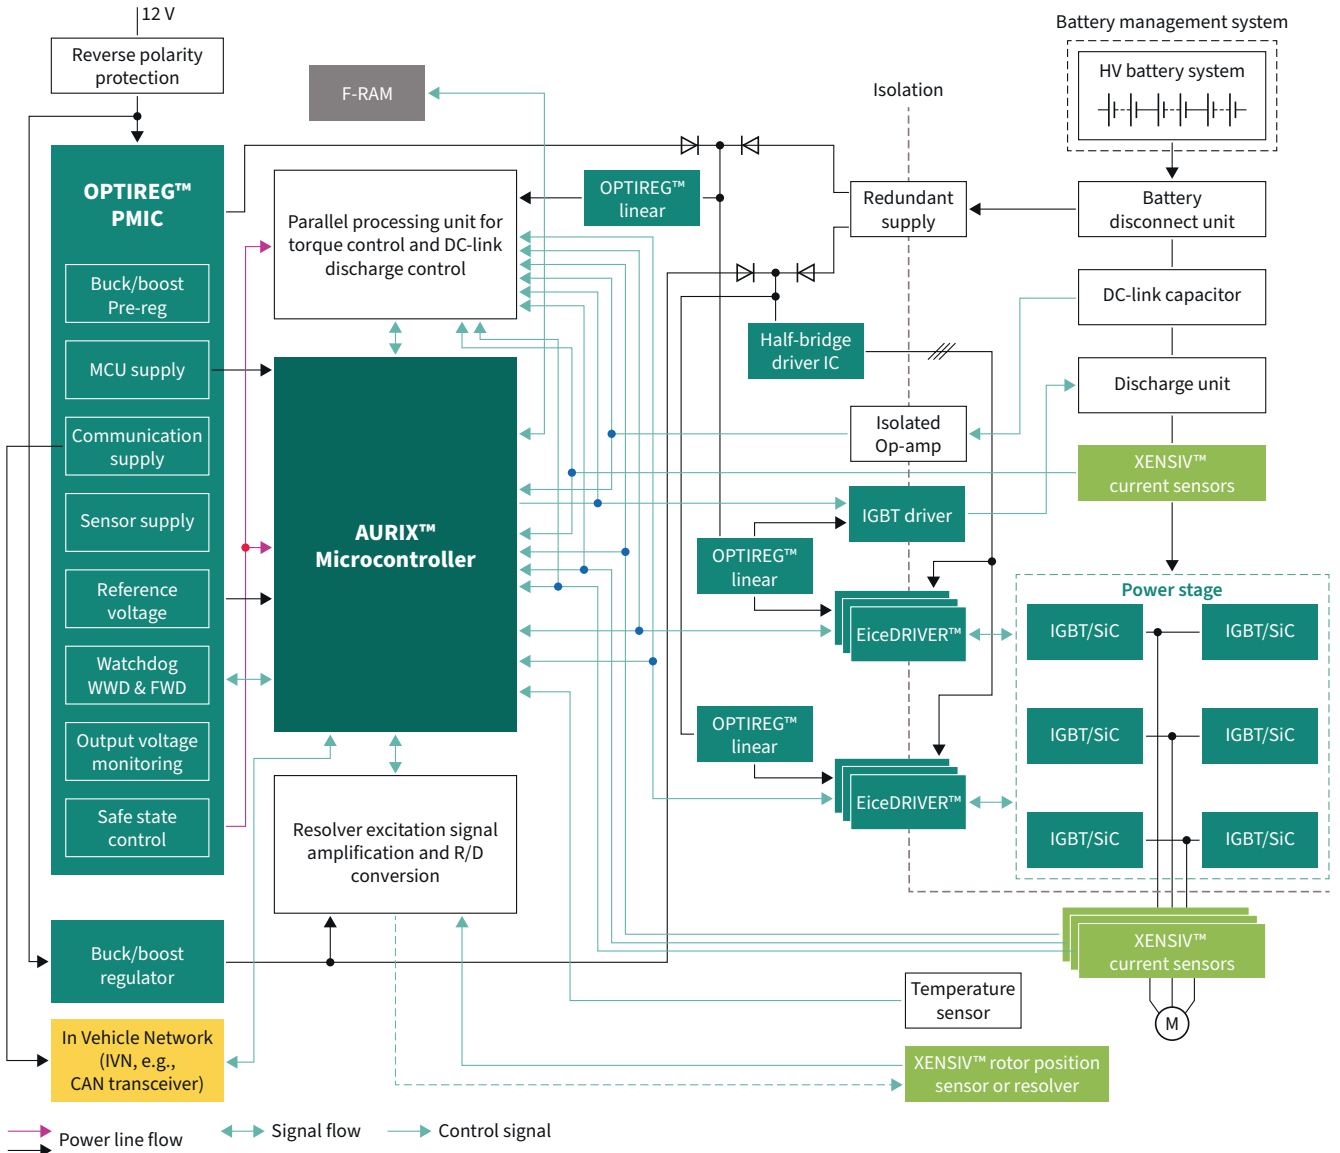 12 V
Reverse polarity
protection
F-RAM
Isolation
Battery management system
HV battery system
OPTIREG™
PMIC
Buck/boost
Pre-reg
MCU supply
Communication
supply
Sensor supply
Reference
voltage
Watchdog
WWD & FWD
Output voltage
monitoring
Safe state
control
Parallel processing unit for
torque control and DC-link
discharge control
OPTIREG™
linear
Redundant
supply
Battery
disconnect unit
DC-link capacitor
Half-bridge
driver IC
Discharge unit
Isolated
Op-amp
XENSIV™
current sensors
AURIX™
Microcontroller
IGBT driver
OPTIREG™
linear
EiceDRIVER™
Power stage
IGBT/SiC
IGBT/SiC
IGBT/SiC
IGBT/SiC
IGBT/SiC
IGBT/SiC
OPTIREG™
linear
EiceDRIVER™
Resolver excitation signal
amplification and R/D
conversion
Buck/boost
regulator
XENSIV™
current sensors
Temperature
sensor
M
In Vehicle Network
(IVN, e.g.,
CAN transceiver)
XENSIV™ rotor position
sensor or resolver
Power line flow
Signal flow
Control signal